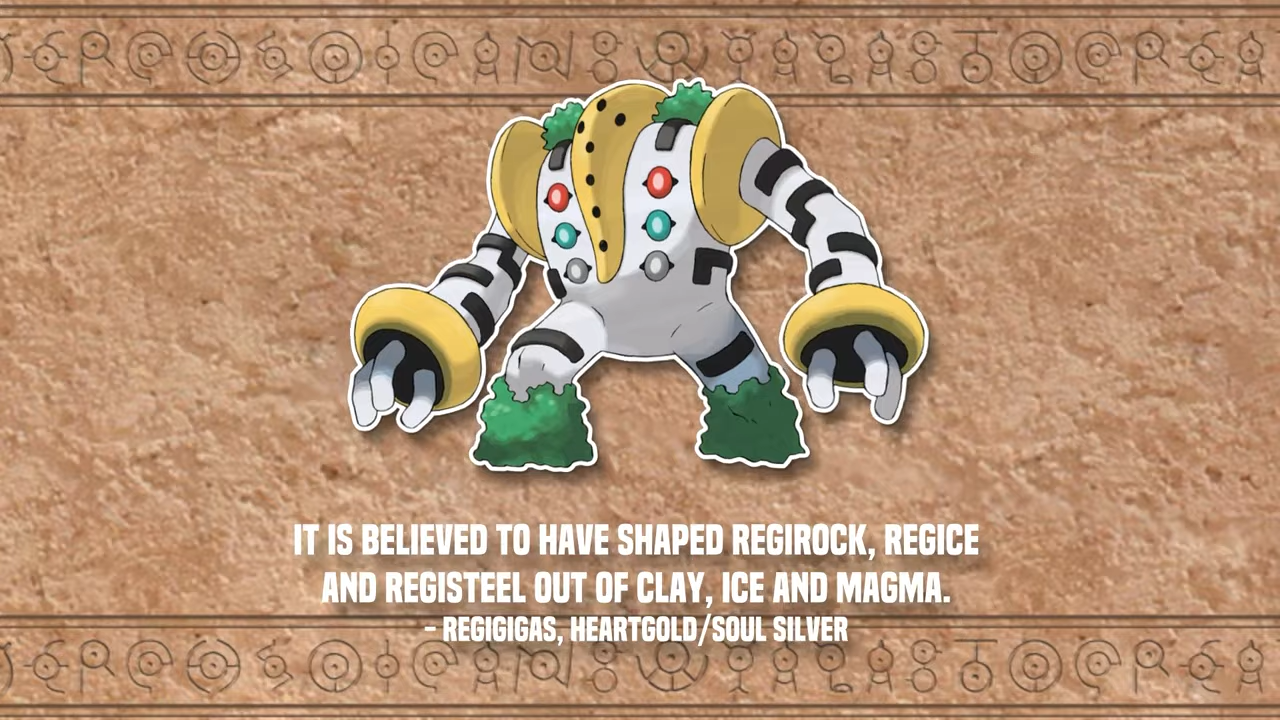 IT IS BELIEVED TO HAVE SHAPED REGIROCK, REGICE
AND REGISTEEL OUT OF CLAY, ICE AND MAGMA.
- REGIGIGAS, HEARTGOLD/SOUL SILVER